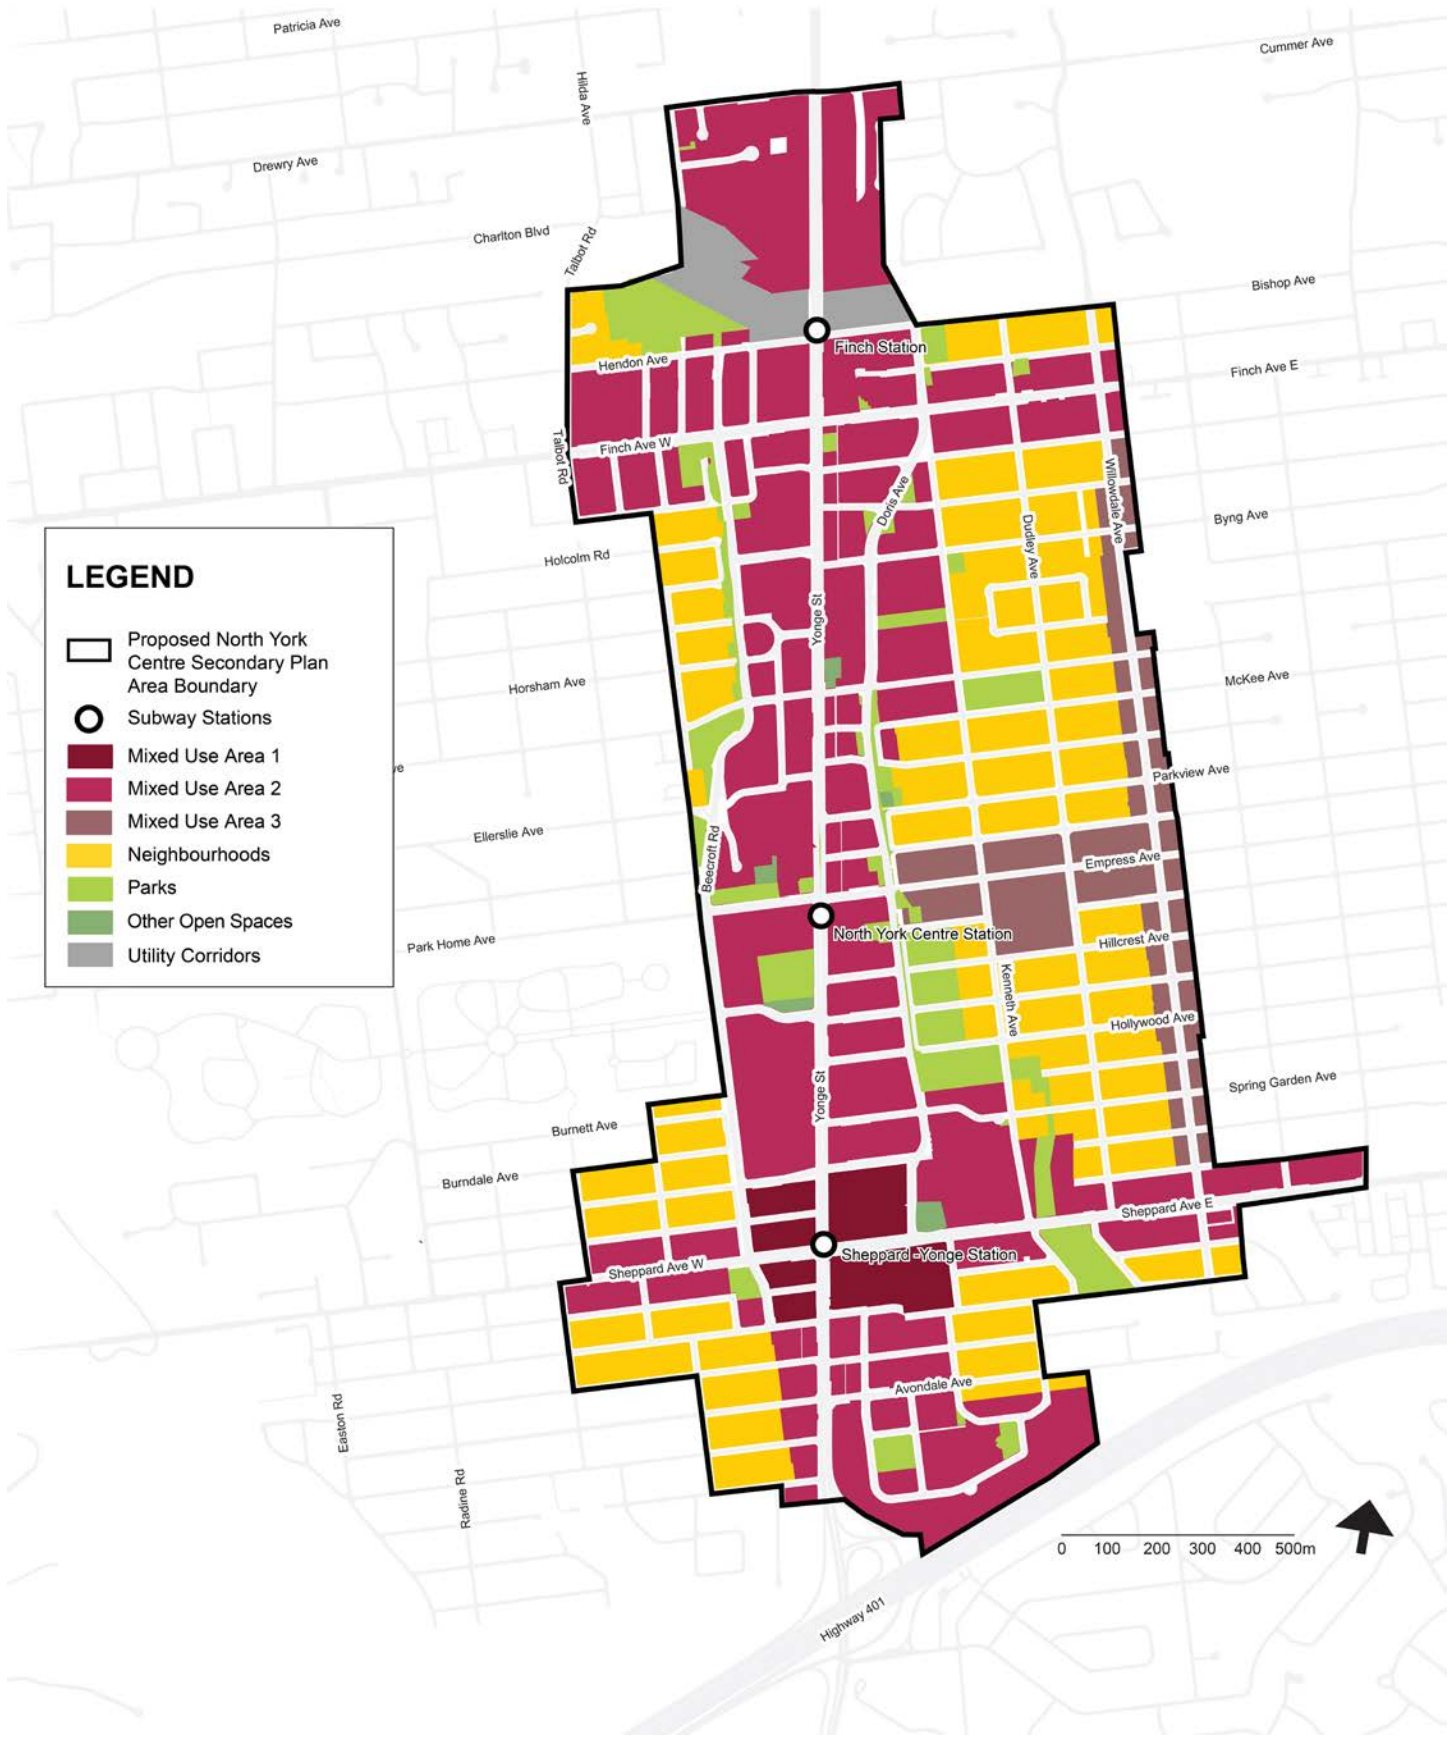 Patricia Ave
Cummer Ave
Hilda Ave
Drewry Ave
Charlton Blvd
Talbot Rd
Bishop Ave
Finch Station
Hendon Ave
Finch Ave E
Finch Ave W
Talbot Rd
Willowdale Ave
Doris Ave
Byng Ave
Dudley Ave
Holcolm Rd
LEGEND
Proposed North York
Centre Secondary Plan
Area Boundary
Subway Stations
Mixed Use Area 1
Mixed Use Area 2
Mixed Use Area 3
Neighbourhoods
Parks
Other Open Spaces
Utility Corridors
Yonge St
Horsham Ave
McKee Ave
ve
Parkview Ave
Ellerslie Ave
Beecroft Rd
Empress Ave
North York Centre Station
Park Home Ave
Hillcrest Ave
Kenneth Ave
Hollywood Ave
Yonge St
Spring Garden Ave
Burnett Ave
Burndale Ave
Sheppard Ave E
Sheppard -Yonge Station
Sheppard Ave W
Avondale Ave
Easton Rd
Radine Rd
0 100 200 300 400 500m
Highway 401